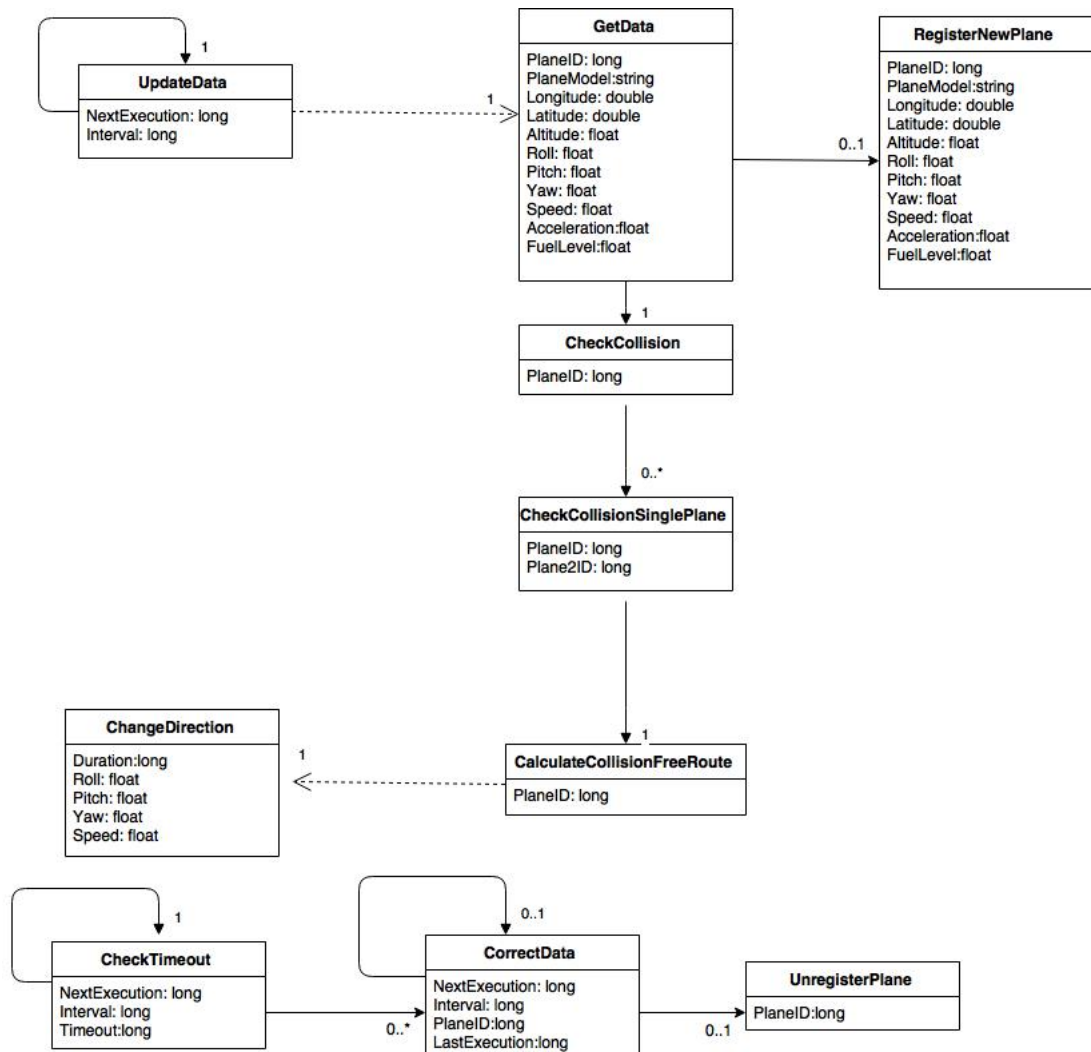 1
UpdateData
NextExecution: long
Interval: long
1
GetData
PlaneID: long
PlaneModel:string
Longitude: double
Latitude: double
Altitude: float
Roll: float
Pitch: float
Yaw: float
Speed: float
Acceleration:float
FuelLevel:float
0..1
RegisterNewPlane
PlaneID: long
PlaneModel:string
Longitude: double
Latitude: double
Altitude: float
Roll: float
Pitch: float
Yaw: float
Speed: float
Acceleration:float
FuelLevel:float
1
CheckCollision
PlaneID: long
0..*
CheckCollisionSinglePlane
PlaneID: long
Plane2ID: long
1
CalculateCollisionFreeRoute
PlaneID: long
1
ChangeDirection
Duration:long
Roll: float
Pitch: float
Yaw: float
Speed: float
1
CheckTimeout
NextExecution: long
Interval: long
Timeout:long
0..*
0..1
CorrectData
NextExecution: long
Interval: long
PlaneID:long
LastExecution:long
0..1
UnregisterPlane
PlaneID:long